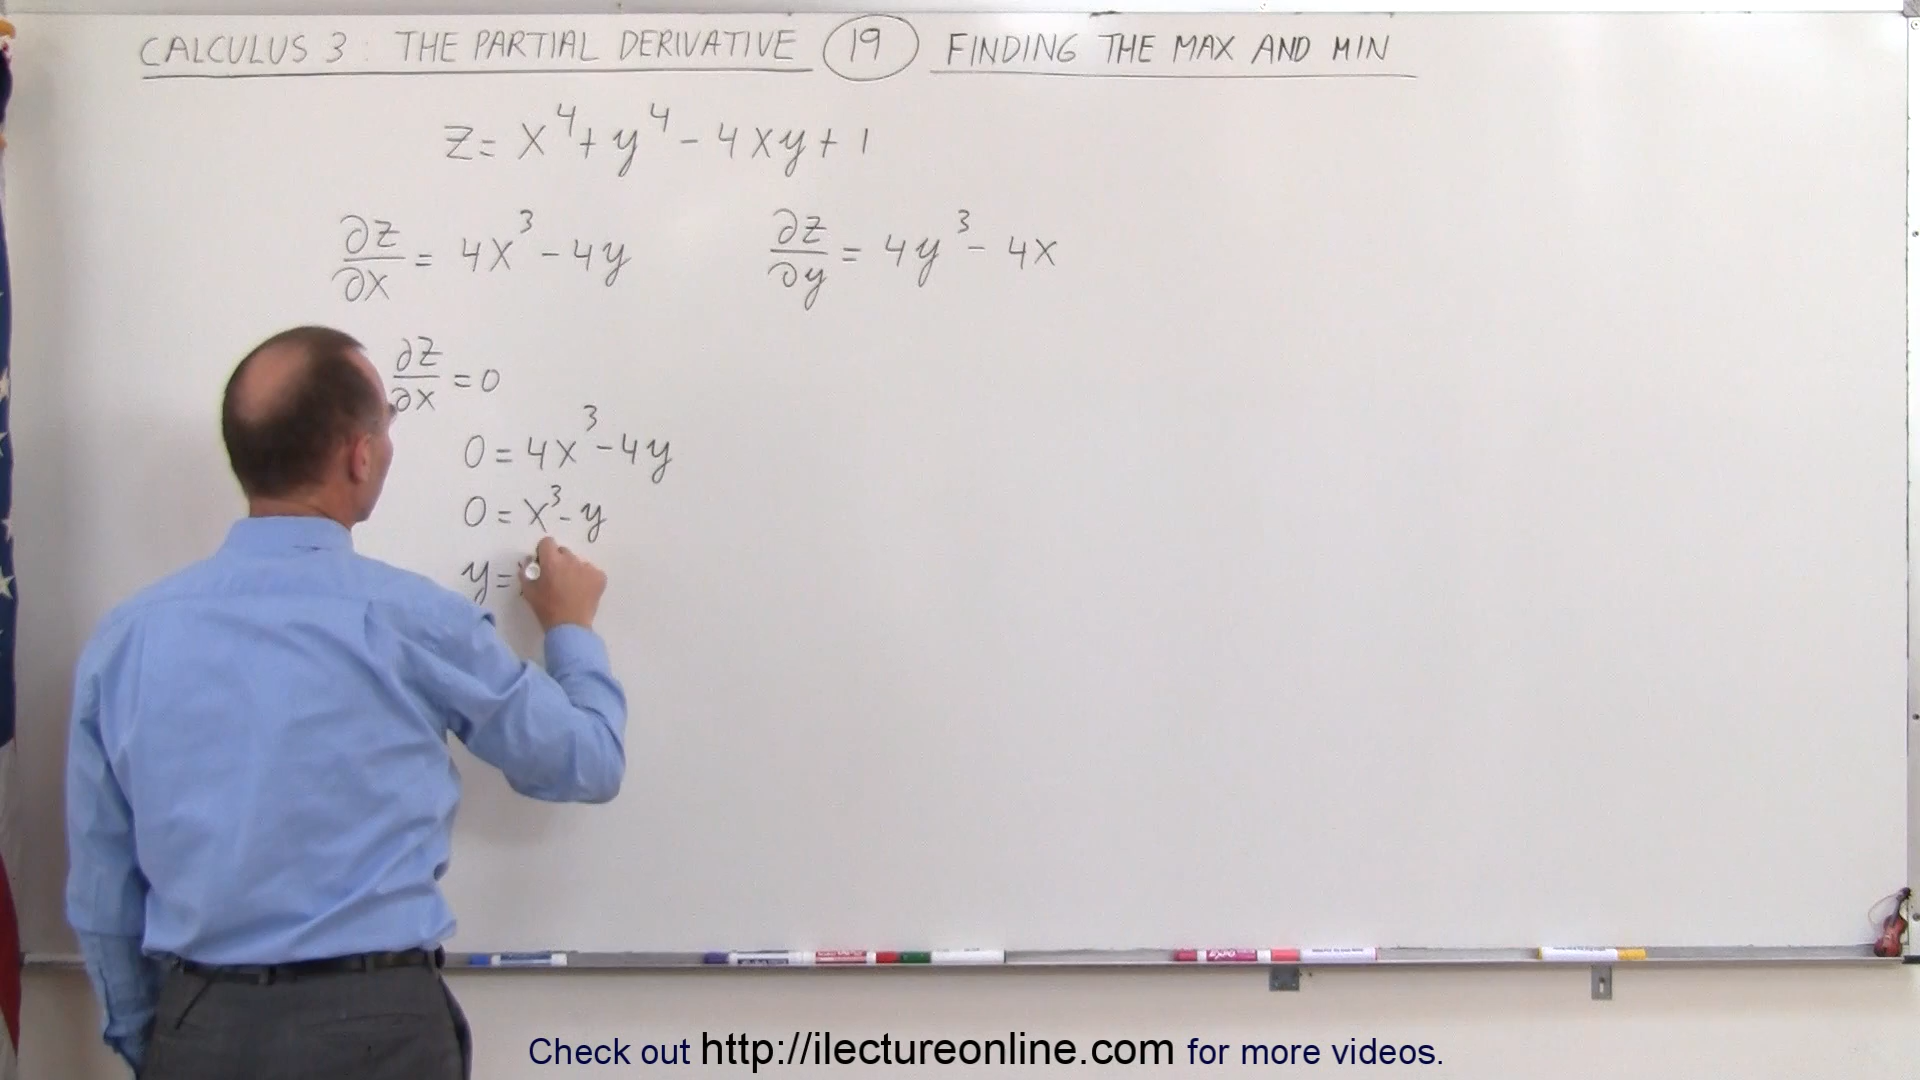 CALCULUS 3: THE PARTIAL DERIVATIVE 19 FINDING THE MAX AND MIN
z = x⁴ + y⁴ - 4xy + 1
∂z/∂x = 4x³ - 4y
∂z/∂y = 4y³ - 4x
∂z/∂x = 0
0 = 4x³ - 4y
0 = x³ - y
y =
Check out http://ilectureonline.com for more videos.